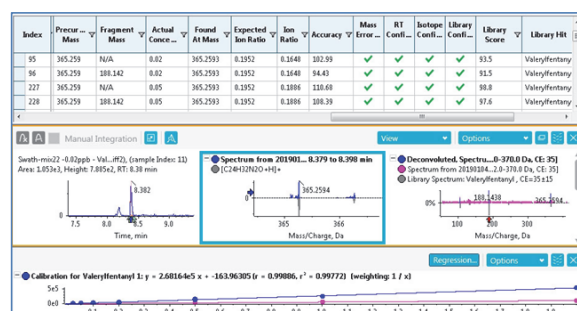 Index Precur... Mass Fragment Mass Actual Conce... Found At Mass Expected Ion Ratio Ion Ratio Accuracy Mass Error... RT Confi... Isotope Confi... Library Confi... Library Score Library Hit
95 365.259 N/A 0.02 365.2593 0.1952 0.1648 102.99 93.5 Valerylfentany
96 365.259 188.142 0.02 365.2593 0.1952 0.1648 94.43 91.5 Valerylfentany
227 365.259 N/A 0.05 365.2593 0.1952 0.1886 110.68 98.8 Valerylfentany
228 365.259 188.142 0.05 365.2593 0.1952 0.1886 108.39 97.6 Valerylfentany
Manual Integration View Options
Swath-mix22 -0.02ppb - Val...iff2), (sample Index: 11)
Area: 1.053e3, Height: 7.805e2, RT: 8.38 min
8.382
7.5 8.0 8.5 9.0
Time, min
Spectrum from 201901... 8.379 to 8.398 min
[C24H32N2O +H]+
365.2594
365 366
Mass/Charge, Da
Deconvoluted, Spectru...0-370.0 Da, CE: 35]
Spectrum from 20190104...2.0-370.0 Da, CE: 35]
Library Spectrum: Valerylfentanyl , CE=35±15
0% 188.1438
100 200 300
Mass/Charge, Da
Regression... Options
Calibration for Valerylfentanyl 1: y = 2.68164e5 x + -163.96305 (r = 0.99886, r² = 0.99772) (weighting: 1 / x)
5e5
0e0